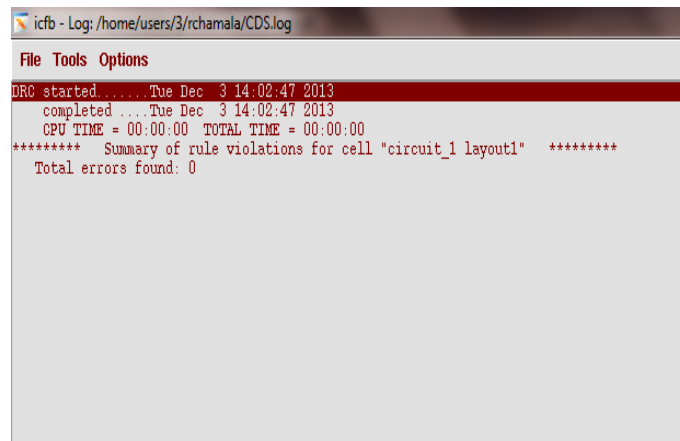 icfb - Log: /home/users/3/rchamala/CDS.log
File Tools Options
DRC started.......Tue Dec  3 14:02:47 2013
    completed ....Tue Dec  3 14:02:47 2013
    CPU TIME = 00:00:00  TOTAL TIME = 00:00:00
*********   Summary of rule violations for cell "circuit_1 layout1"   *********
   Total errors found: 0